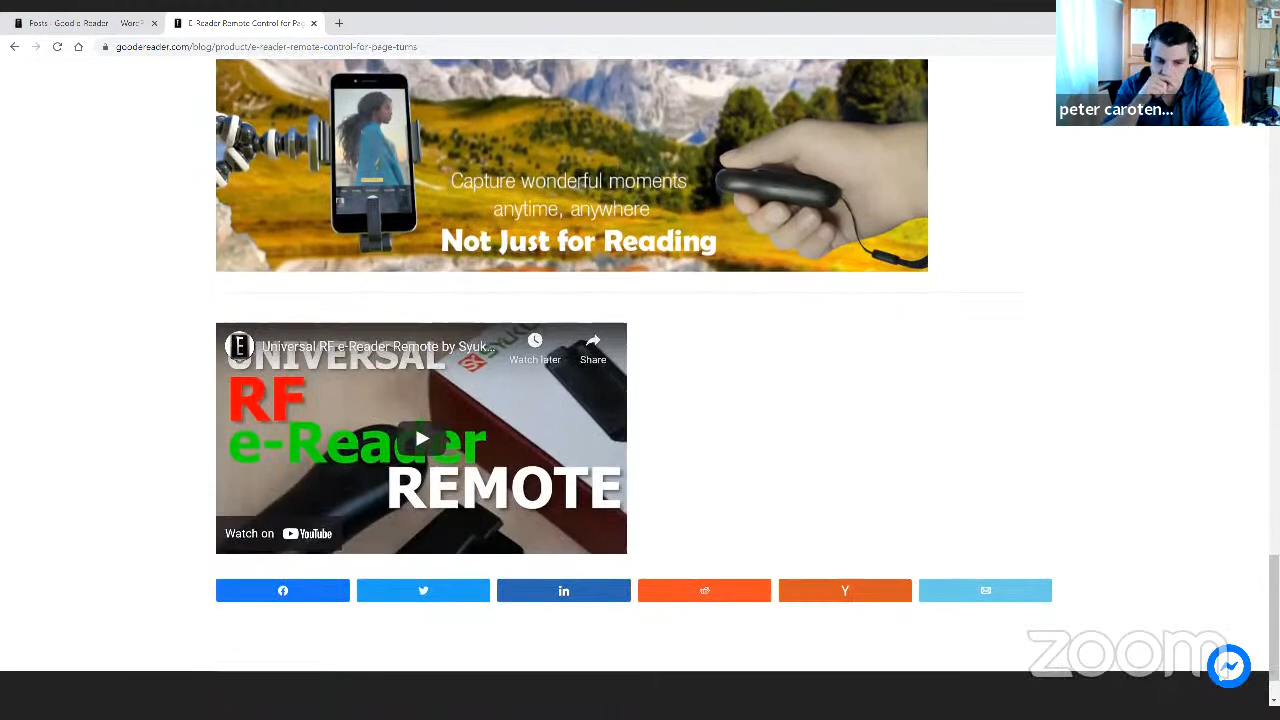 Posts - Good e-Reader — WordP
E-Reader Remote Control for Pag
goodereader.com/blog/product/e-reader-remote-control-for-page-turns
peter caroten...
Capture wonderful moments
anytime, anywhere
Not Just for Reading
Universal RF e-Reader Remote by Syuk...
Watch later
Share
UNIVERSAL
RF
e-Reader
REMOTE
Watch on YouTube
zoom